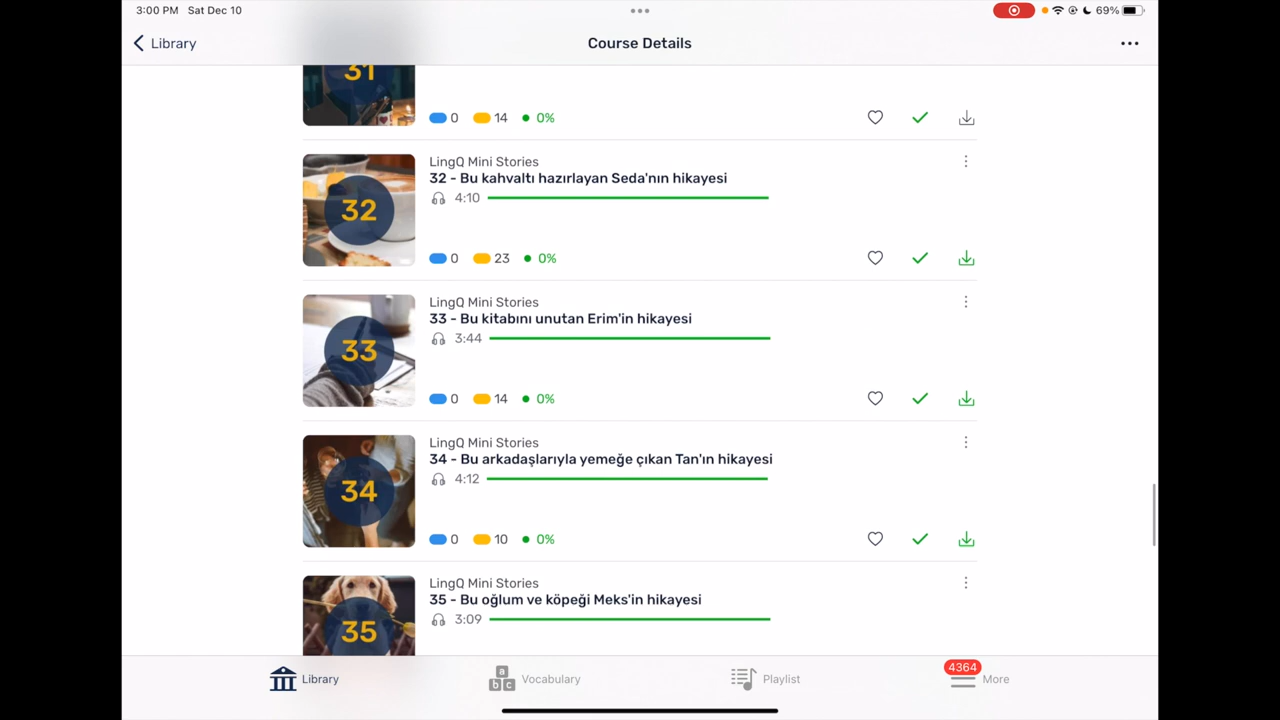 3:00 PM Sat Dec 10
69%
Library
Course Details
31
0 14 0%
LingQ Mini Stories
32 - Bu kahvaltı hazırlayan Seda'nın hikayesi
32
4:10
0 23 0%
LingQ Mini Stories
33 - Bu kitabını unutan Erim'in hikayesi
33
3:44
0 14 0%
LingQ Mini Stories
34 - Bu arkadaşlarıyla yemeğe çıkan Tan'ın hikayesi
34
4:12
0 10 0%
LingQ Mini Stories
35 - Bu oğlum ve köpeği Meks'in hikayesi
35
3:09
a
b c
Library
Vocabulary
Playlist
4364
More